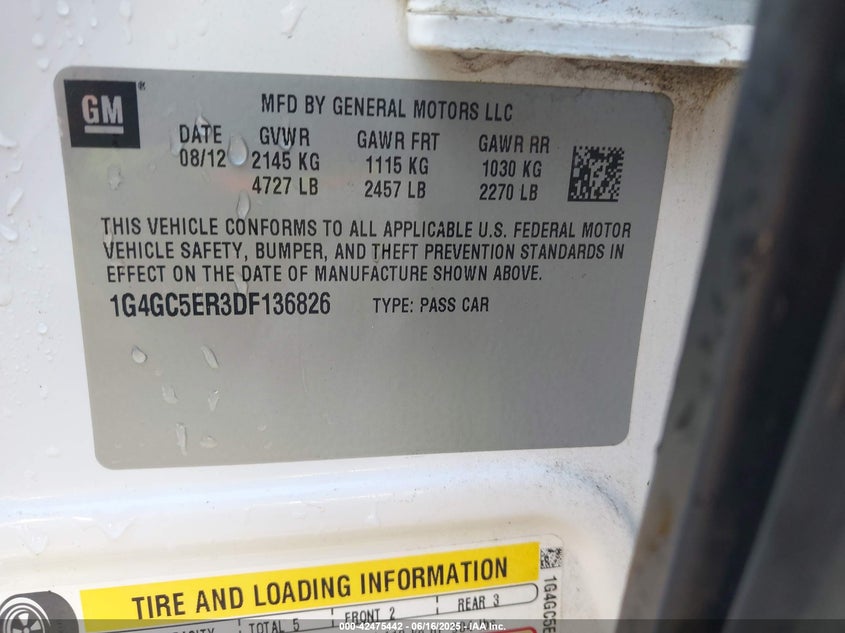 GM®
MFD BY GENERAL MOTORS LLC
DATE GVWR GAWR FRT GAWR RR
08/12 2145 KG 1115 KG 1030 KG
4727 LB 2457 LB 2270 LB
THIS VEHICLE CONFORMS TO ALL APPLICABLE U.S. FEDERAL MOTOR
VEHICLE SAFETY, BUMPER, AND THEFT PREVENTION STANDARDS IN
EFFECT ON THE DATE OF MANUFACTURE SHOWN ABOVE.
1G4GC5ER3DF136826 TYPE: PASS CAR
TIRE AND LOADING INFORMATION
TOTAL 5 FRONT 2 REAR 3
1G4GC5E
000-42475442 - 06/16/2025 - IAA Inc.